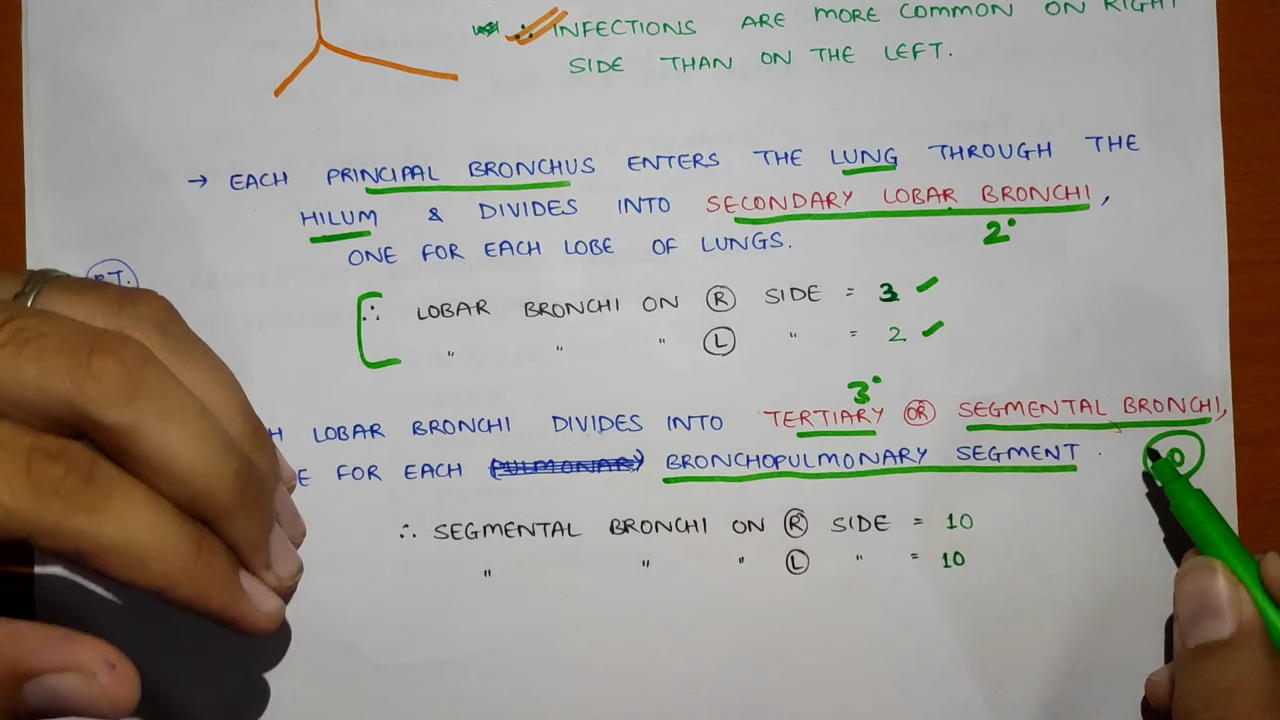 ∴ INFECTIONS ARE MORE COMMON ON RIGHT
SIDE THAN ON THE LEFT.
→ EACH PRINCIPAL BRONCHUS ENTERS THE LUNG THROUGH THE
HILUM & DIVIDES INTO SECONDARY LOBAR BRONCHI,
2°
ONE FOR EACH LOBE OF LUNGS.
∴ LOBAR BRONCHI ON R SIDE = 3
" " " L " = 2
3°
LOBAR BRONCHI DIVIDES INTO TERTIARY OR SEGMENTAL BRONCHI,
FOR EACH BRONCHOPULMONARY SEGMENT.
∴ SEGMENTAL BRONCHI ON R SIDE = 10
" " " L " = 10